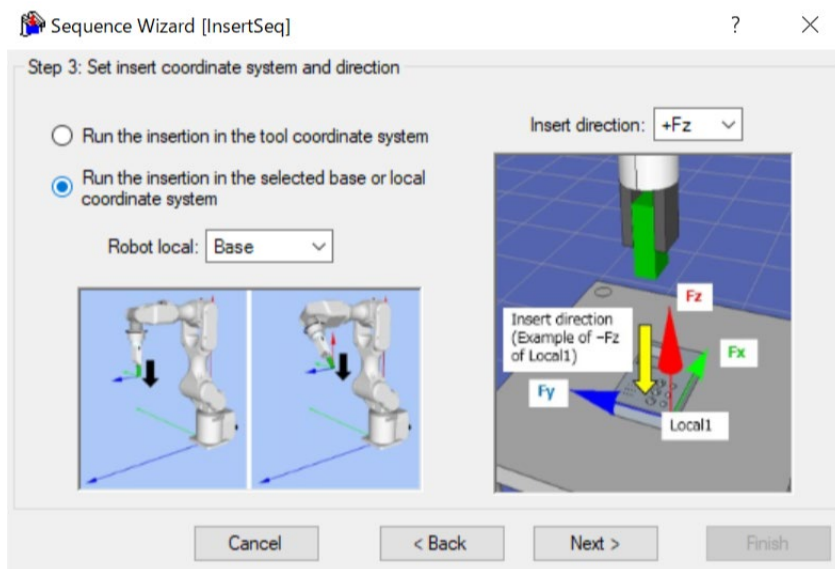 Sequence Wizard [InsertSeq]
?
Step 3: Set insert coordinate system and direction
Run the insertion in the tool coordinate system
Run the insertion in the selected base or local
coordinate system
Robot local: Base
Insert direction: +Fz
Fz
Insert direction
(Example of -Fz
of Local1)
Fx
Fy
Local1
Cancel
< Back
Next >
Finish